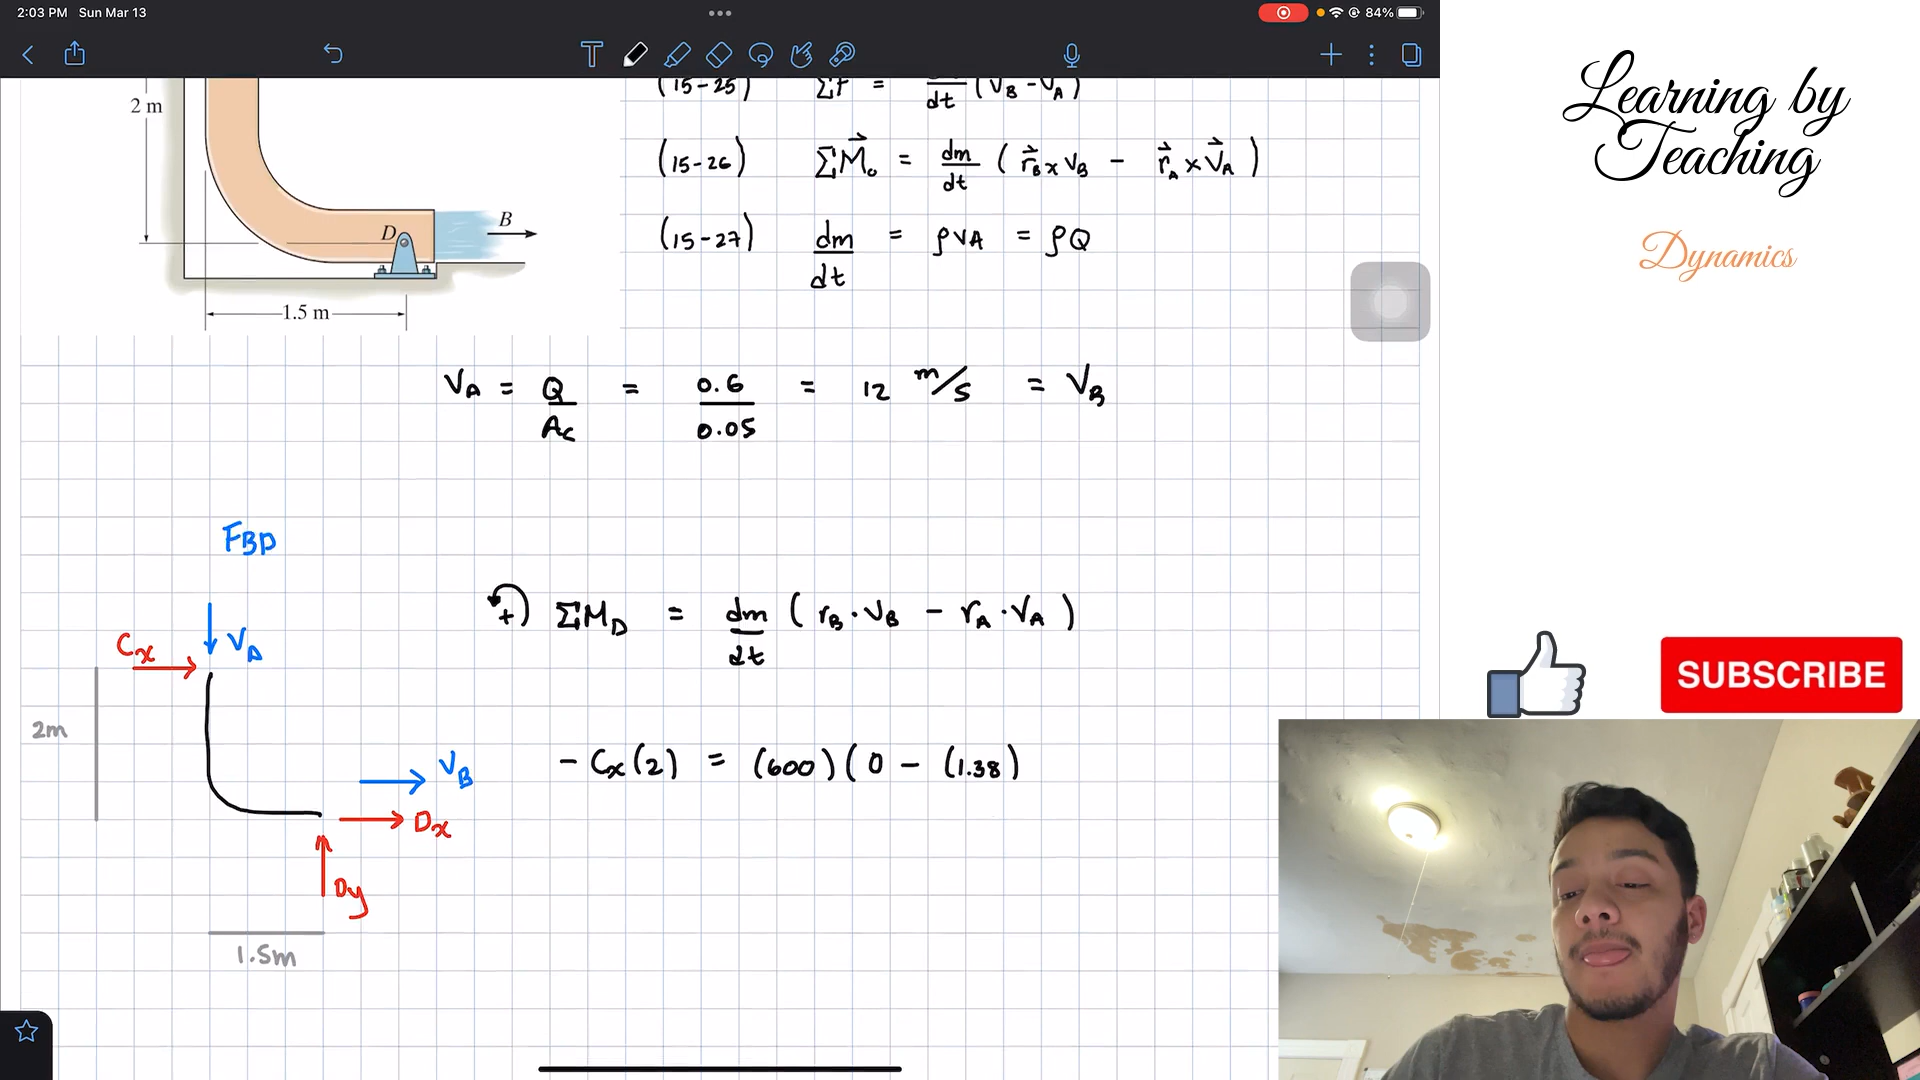 2:03 PM Sun Mar 13
84%
2 m
D
B
1.5 m
(15-25) ΣF = dt (VB - VA)
(15-26) ΣM⃗o = dm/dt ( r⃗B x VB - r⃗A x V⃗A )
(15-27) dm/dt = ρVA = ρQ
VA = Q/Ac = 0.6/0.05 = 12 m/s = VB
FBD
Cx
VA
2m
VB
Dx
Dy
1.5m
+) ΣMD = dm/dt ( rB · VB - rA · VA )
- Cx(2) = (600)( 0 - (1.38)
Learning by
Teaching
Dynamics
SUBSCRIBE